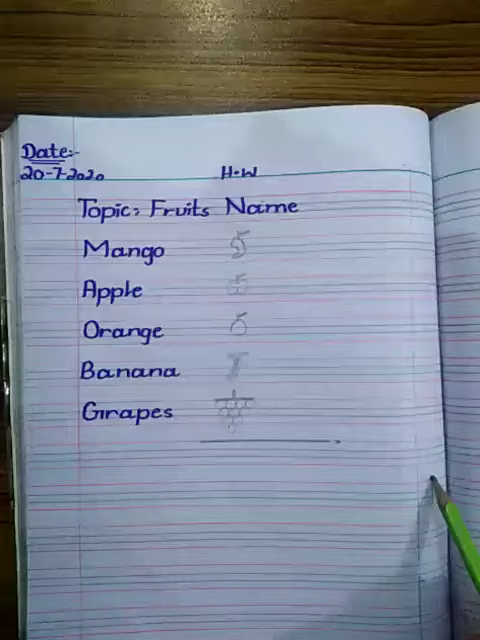 Date:-
20-7-2020 H.W
Topic: Fruits Name
Mango
Apple
Orange
Banana
Grapes